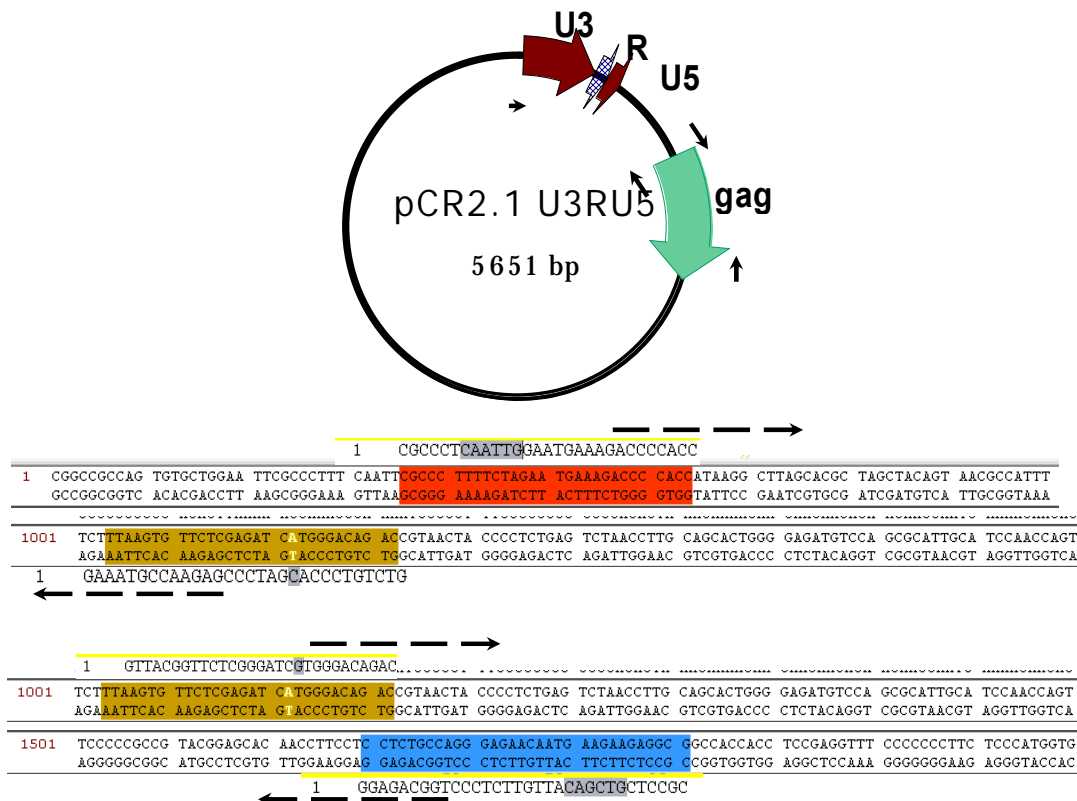 U3
R
U5
gag
pCR2.1 U3RU5
5651 bp
1 CGCCCTCAATTGGAATGAAAGACCCCACC
1 CGGCCGCCAG TGTGCTGGAA TTCGCCCTTT CAATTCGCCC TTTTCTAGAA TGAAAGACCC CACCATAAGG CTTAGCACGC TAGCTACAGT AACGCCATTT
GCCGGCGGTC ACACGACCTT AAGCGGGAAA GTTAAGCGGG AAAAGATCTT ACTTTCTGGG GTGGTATTCC GAATCGTGCG ATCGATGTCA TTGCGGTAAA
1001 TCTTTAAGTG TTCTCGAGAT CATGGGACAG ACCGTAACTA CCCCTCTGAG TCTAACCTTG CAGCACTGGG GAGATGTCCA GCGCATTGCA TCCAACCAGT
AGAAATTCAC AAGAGCTCTA GTACCCTGTC TGGCATTGAT GGGGAGACTC AGATTGGAAC GTCGTGACCC CTCTACAGGT CGCGTAACGT AGGTTGGTCA
1 GAAATGCCAAGAGCCCTAGCACCCTGTCTG
1 GTTACGGTTCTCGGGATCGTGGGACAGAC
1001 TCTTTAAGTG TTCTCGAGAT CATGGGACAG ACCGTAACTA CCCCTCTGAG TCTAACCTTG CAGCACTGGG GAGATGTCCA GCGCATTGCA TCCAACCAGT
AGAAATTCAC AAGAGCTCTA GTACCCTGTC TGGCATTGAT GGGGAGACTC AGATTGGAAC GTCGTGACCC CTCTACAGGT CGCGTAACGT AGGTTGGTCA
1501 TCCCCCGCCG TACGGAGCAC AACCTTCCTC CCTCTGCCAGG GAGAACAATG AAGAAGAGGC GGCCACCACC TCCGAGGTTT CCCCCCCTTC TCCCATGGTG
AGGGGGCGGC ATGCCTCGTG TTGGAAGGAG GGAGACGGTCC CTCTTGTTAC TTCTTCTCCG CCGGTGGTGG AGGCTCCAAA GGGGGGGAAG AGGGTACCAC
1 GGAGACGGTCCCTCTTGTTACAGCTGCTCCGC